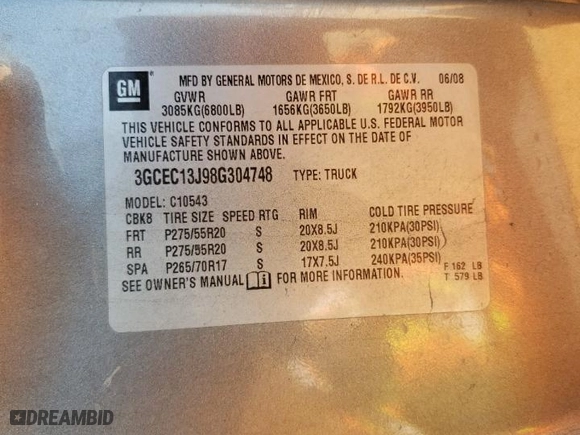 GM
MFD BY GENERAL MOTORS DE MEXICO, S. DE R.L. DE C.V. 06/08
GVWR GAWR FRT GAWR RR
3085KG(6800LB) 1656KG(3650LB) 1792KG(3950LB)
THIS VEHICLE CONFORMS TO ALL APPLICABLE U.S. FEDERAL MOTOR
VEHICLE SAFETY STANDARDS IN EFFECT ON THE DATE OF
MANUFACTURE SHOWN ABOVE.
3GCEC13J98G304748 TYPE: TRUCK
MODEL: C10543
CBK8 TIRE SIZE SPEED RTG RIM COLD TIRE PRESSURE
FRT P275/55R20 S 20X8.5J 210KPA(30PSI)
RR P275/55R20 S 20X8.5J 210KPA(30PSI)
SPA P265/70R17 S 17X7.5J 240KPA(35PSI)
F 162 LB
T 579 LB
SEE OWNER'S MANUAL FOR MORE INFORMATION.
DREAMBID